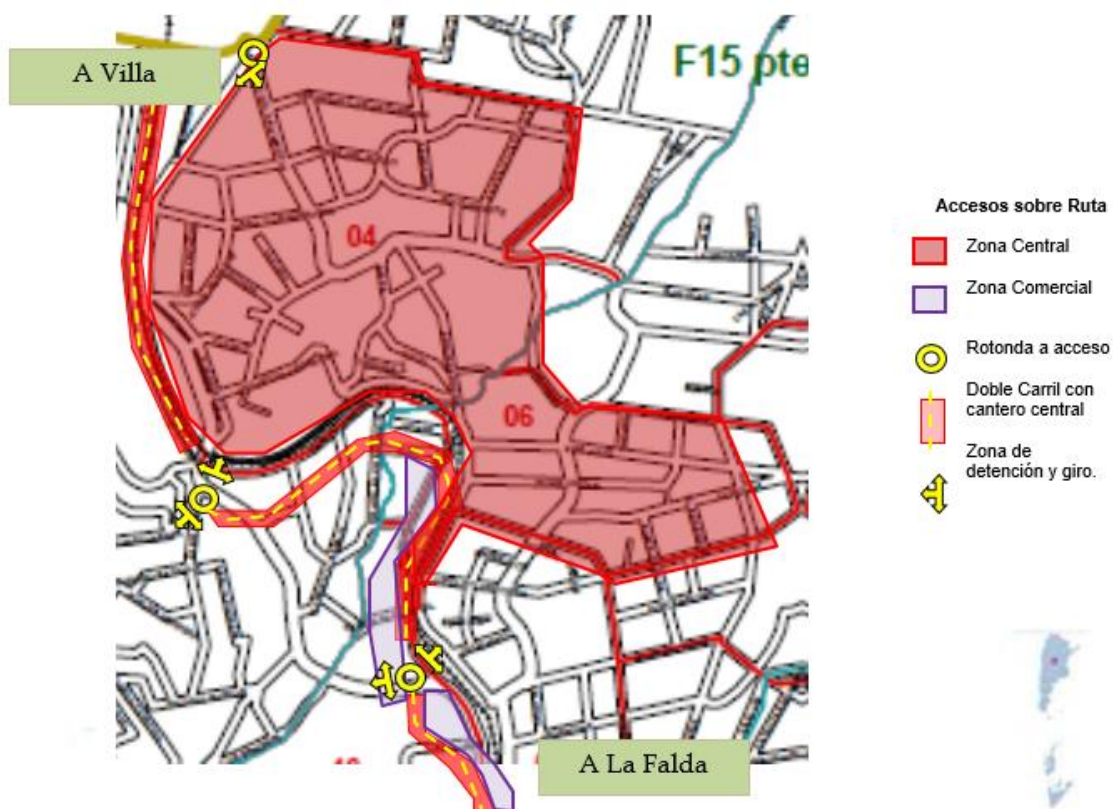 A Villa
F15 pte
04
06
A La Falda
Accesos sobre Ruta
Zona Central
Zona Comercial
Rotonda a acceso
Doble Carril con
cantero central
Zona de
detención y giro.